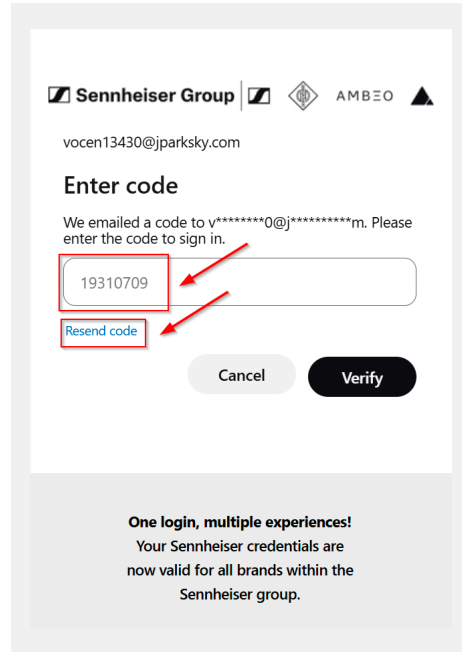 Sennheiser Group
AMBEO
vocen13430@jparksky.com
Enter code
We emailed a code to v********0@j**********m. Please
enter the code to sign in.
19310709
Resend code
Cancel
Verify
One login, multiple experiences!
Your Sennheiser credentials are
now valid for all brands within the
Sennheiser group.